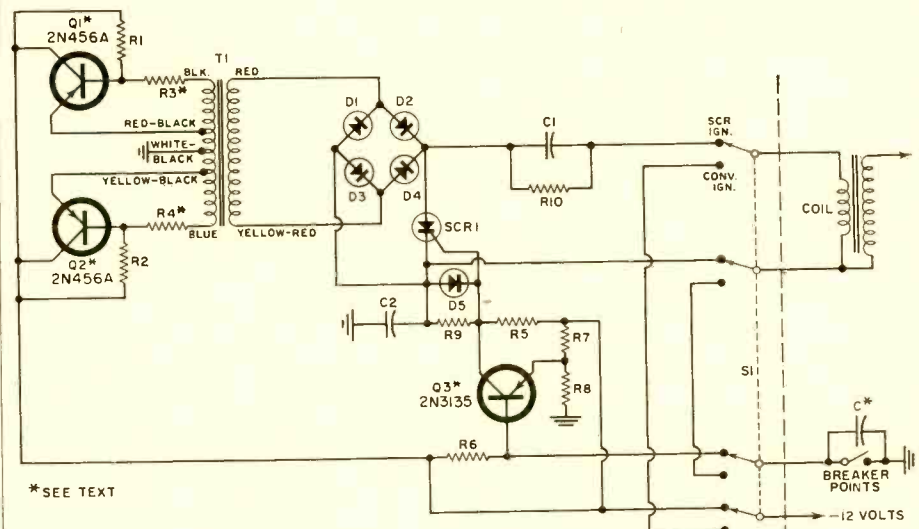 Q1*
2N456A
R1
T1
BLK.
RED
R3*
RED-BLACK
WHITE-
BLACK
YELLOW-BLACK
R4*
BLUE
YELLOW-RED
Q2*
2N456A
R2
D1
D2
D3
D4
C1
R10
SCR
IGN.
CONV.
IGN.
COIL
SCR1
D5
C2
R9
R5
R7
R8
Q3*
2N3135
S1
C*
R6
BREAKER
POINTS
-12 VOLTS
*SEE TEXT